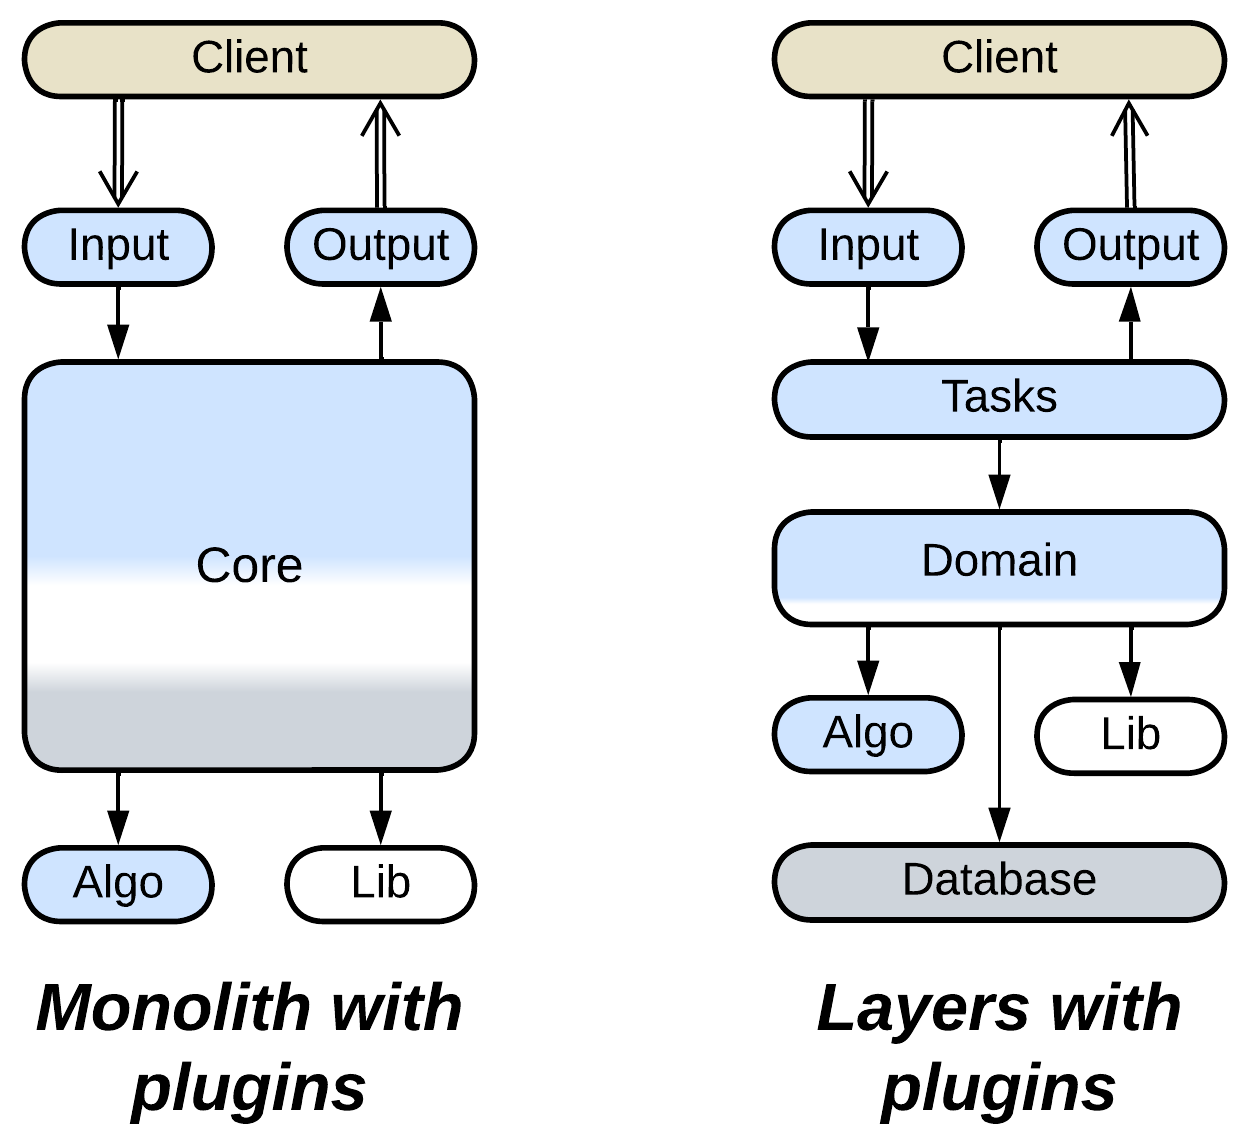 Client
Input
Output
Core
Algo
Lib
Monolith with
plugins
Client
Input
Output
Tasks
Domain
Algo
Lib
Database
Layers with
plugins